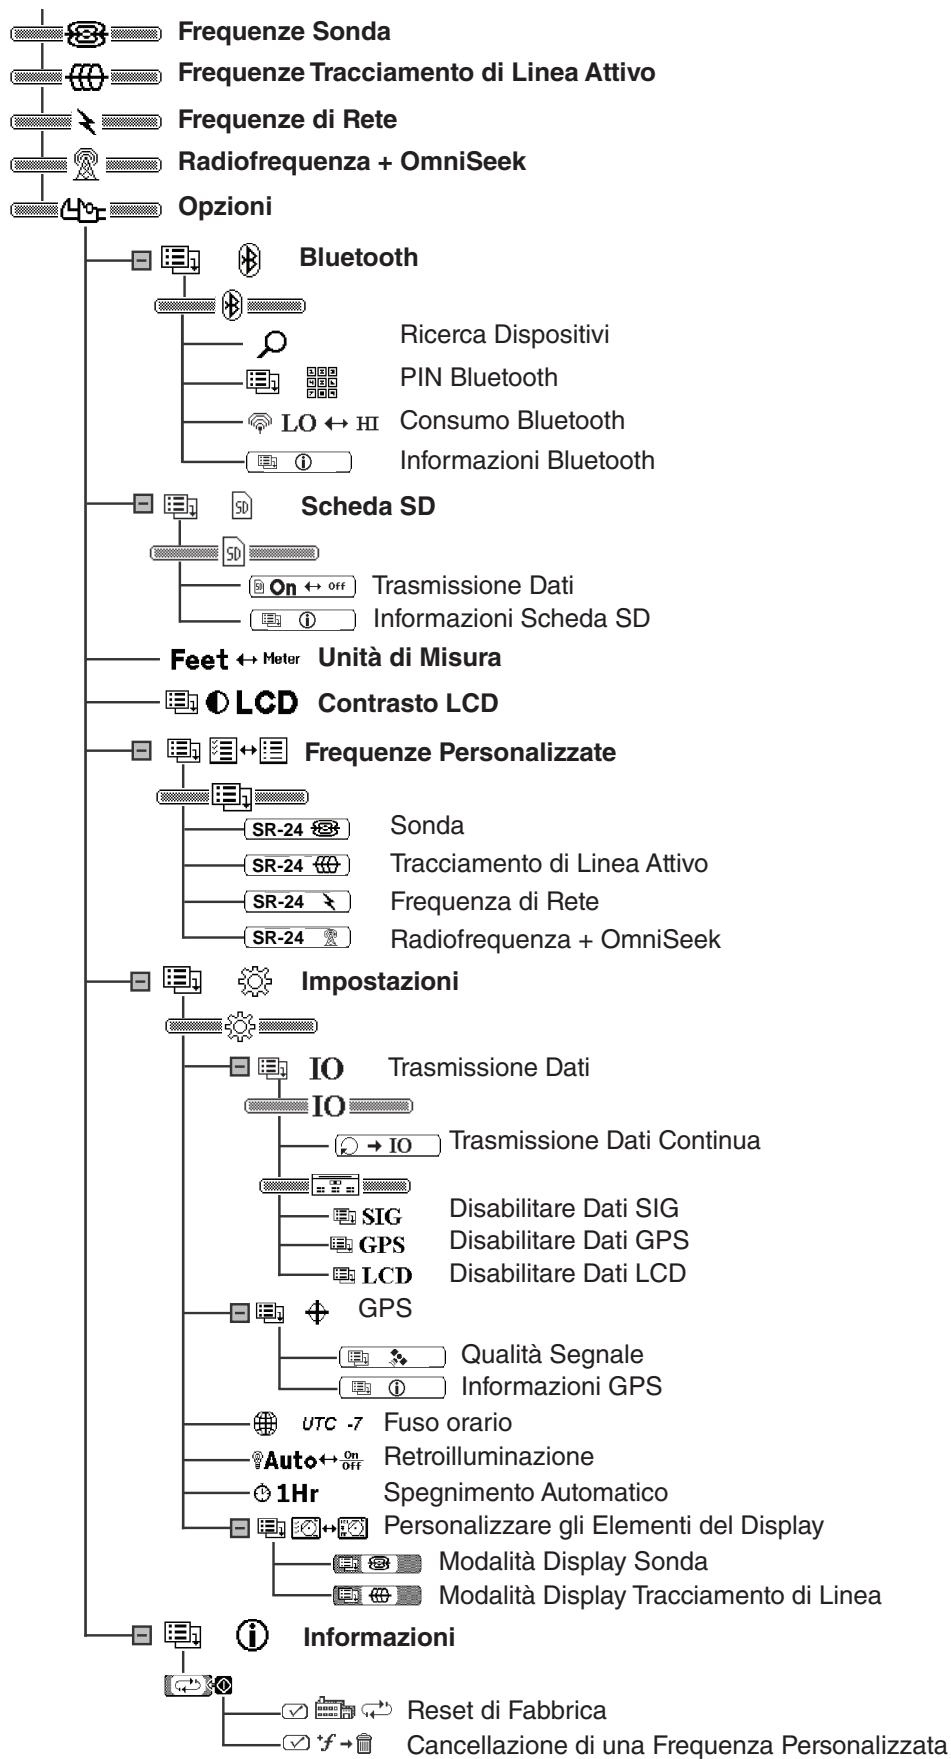 Frequenze Sonda
Frequenze Tracciamento di Linea Attivo
Frequenze di Rete
Radiofrequenza + OmniSeek
Opzioni
Bluetooth
Ricerca Dispositivi
PIN Bluetooth
LO ↔ HI Consumo Bluetooth
Informazioni Bluetooth
SD Scheda SD
SD
On ↔ Off Trasmissione Dati
Informazioni Scheda SD
Feet ↔ Meter Unità di Misura
LCD Contrasto LCD
Frequenze Personalizzate
SR-24 Sonda
SR-24 Tracciamento di Linea Attivo
SR-24 Frequenza di Rete
SR-24 Radiofrequenza + OmniSeek
Impostazioni
IO Trasmissione Dati
IO
→ IO Trasmissione Dati Continua
SIG Disabilitare Dati SIG
GPS Disabilitare Dati GPS
LCD Disabilitare Dati LCD
GPS
Qualità Segnale
Informazioni GPS
UTC -7 Fuso orario
Auto ↔ On Off Retroilluminazione
1Hr Spegnimento Automatico
Personalizzare gli Elementi del Display
Modalità Display Sonda
Modalità Display Tracciamento di Linea
Informazioni
Reset di Fabbrica
+f → Cancellazione di una Frequenza Personalizzata